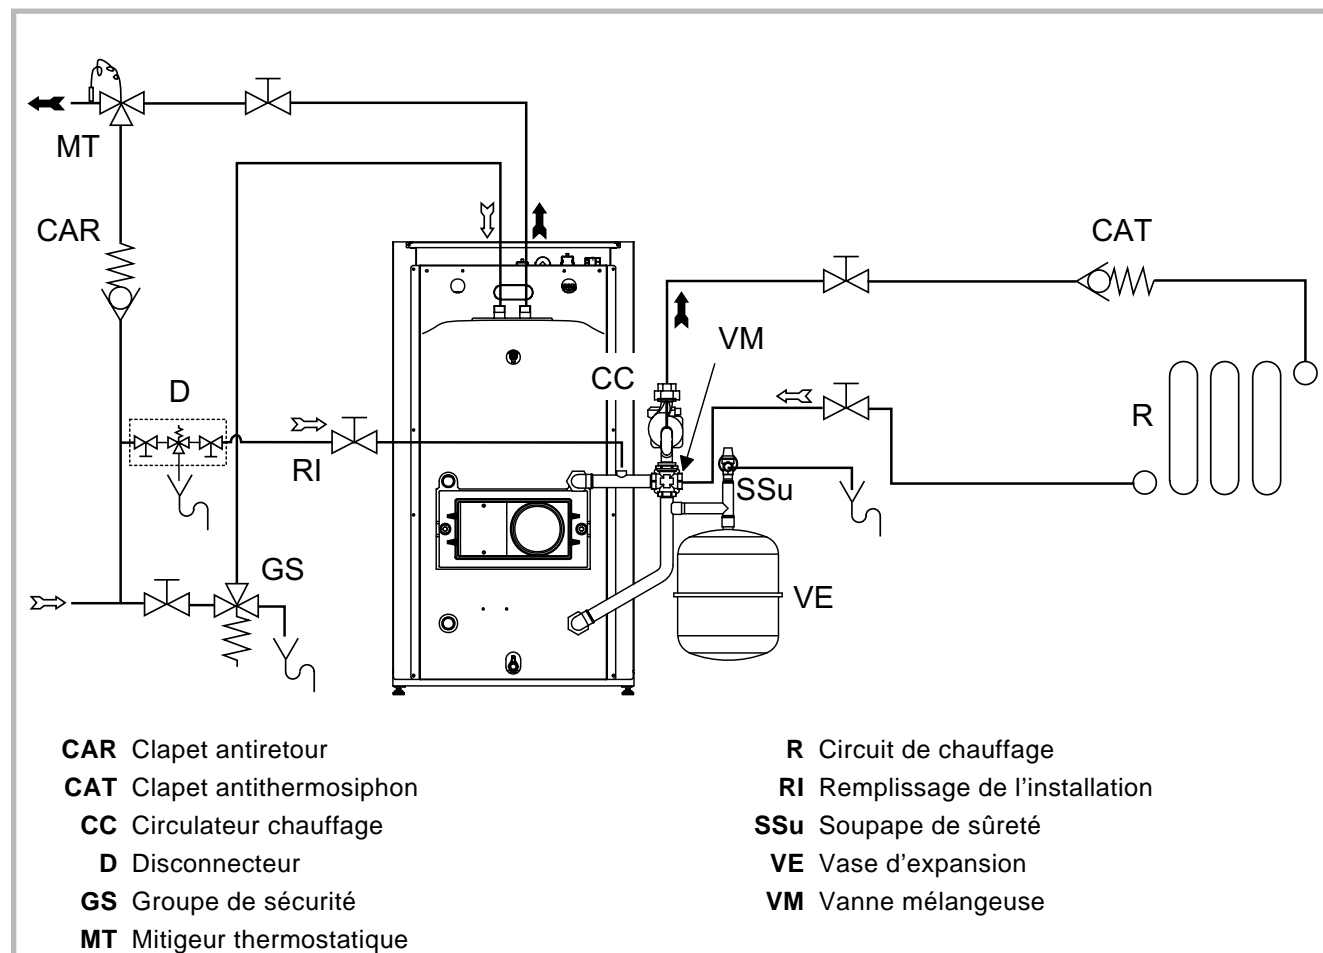 MT
CAR
CAT
VM
CC
D
R
RI
SSu
GS
VE
CAR Clapet antiretour
CAT Clapet antithermosiphon
CC Circulateur chauffage
D Disconnecteur
GS Groupe de sécurité
MT Mitigeur thermostatique
R Circuit de chauffage
RI Remplissage de l’installation
SSu Soupape de sûreté
VE Vase d’expansion
VM Vanne mélangeuse